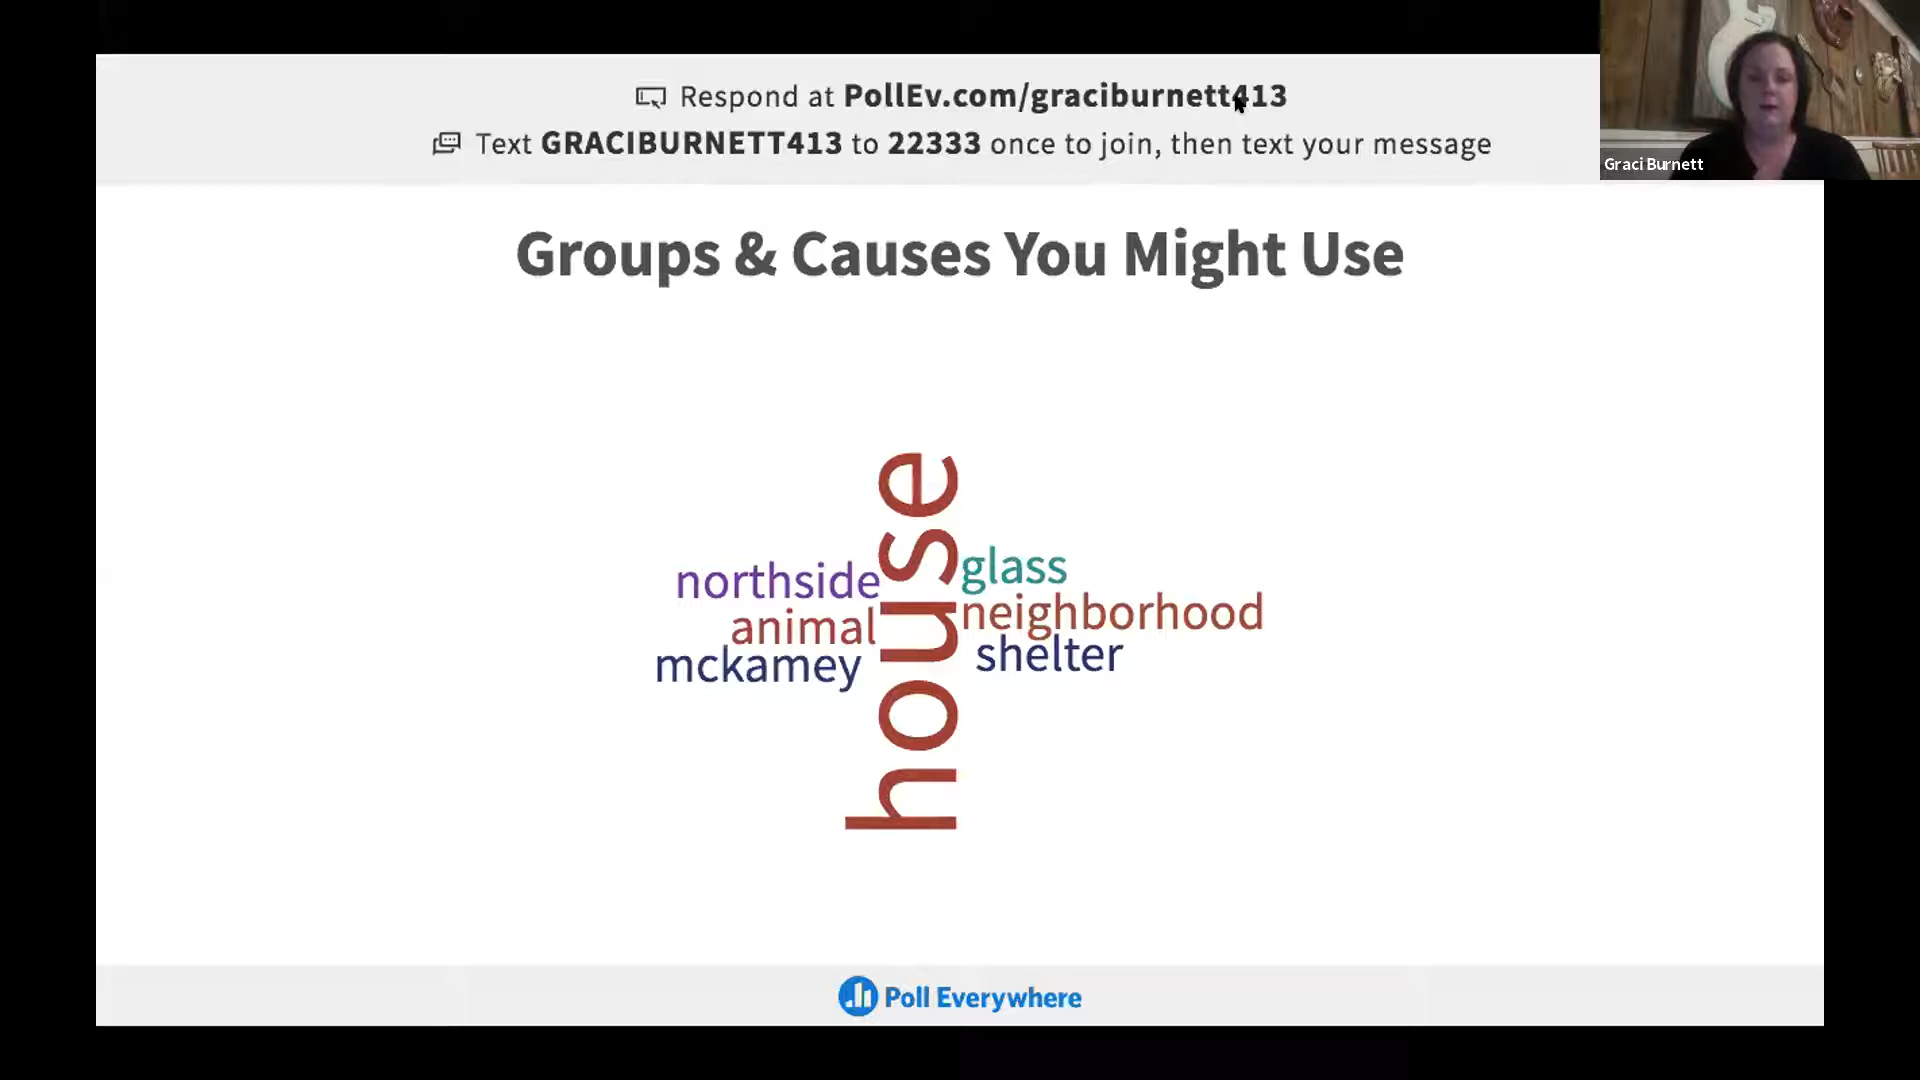 Respond at PollEv.com/graciburnett413
Text GRACIBURNETT413 to 22333 once to join, then text your message
Graci Burnett
Groups & Causes You Might Use
house
northside
glass
animal
neighborhood
mckamey
shelter
Poll Everywhere